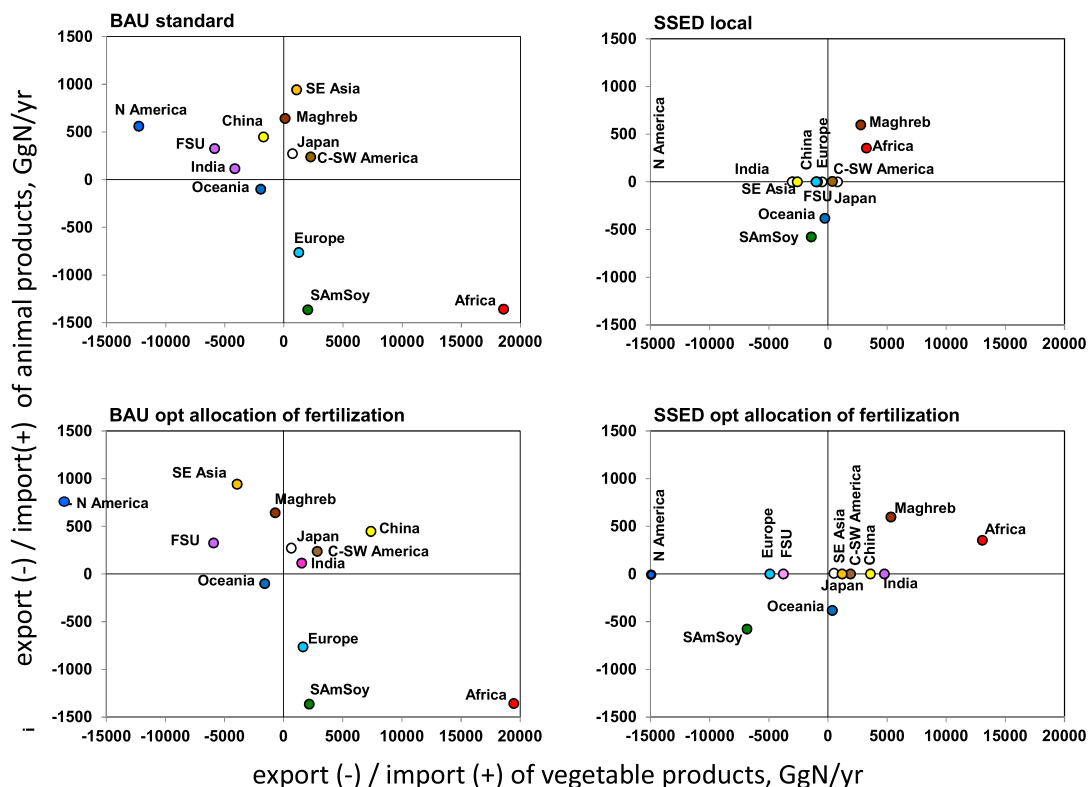 BAU standard
1500
1000
500
0
-500
-1000
-1500
-15000 -10000 -5000 0 5000 10000 15000 20000
N America
SE Asia
Maghreb
China
FSU
Japan
C-SW America
India
Oceania
Europe
SAmSoy
Africa
SSED local
1500
1000
500
0
-500
-1000
-1500
-15000 -10000 -5000 0 5000 10000 15000 20000
N America
Maghreb
Africa
China
Europe
India
C-SW America
SE Asia
FSU
Japan
Oceania
SAmSoy
BAU opt allocation of fertilization
1500
1000
500
0
-500
-1000
-1500
-15000 -10000 -5000 0 5000 10000 15000 20000
SE Asia
N America
Maghreb
China
FSU
Japan
C-SW America
India
Oceania
Europe
SAmSoy
Africa
SSED opt allocation of fertilization
1500
1000
500
0
-500
-1000
-1500
-15000 -10000 -5000 0 5000 10000 15000 20000
N America
Europe
FSU
SE Asia
C-SW America
China
Maghreb
Africa
Japan
India
Oceania
SAmSoy
i export (-) / import(+) of animal products, GgN/yr
export (-) / import (+) of vegetable products, GgN/yr